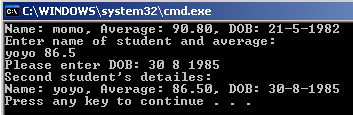 C:\WINDOWS\system32\cmd.exe
Name: momo, Average: 90.80, DOB: 21-5-1982
Enter name of student and average:
yoyo 86.5
Please enter DOB: 30 8 1985
Second student's detailes:
Name: yoyo, Average: 86.50, DOB: 30-8-1985
Press any key to continue . . .